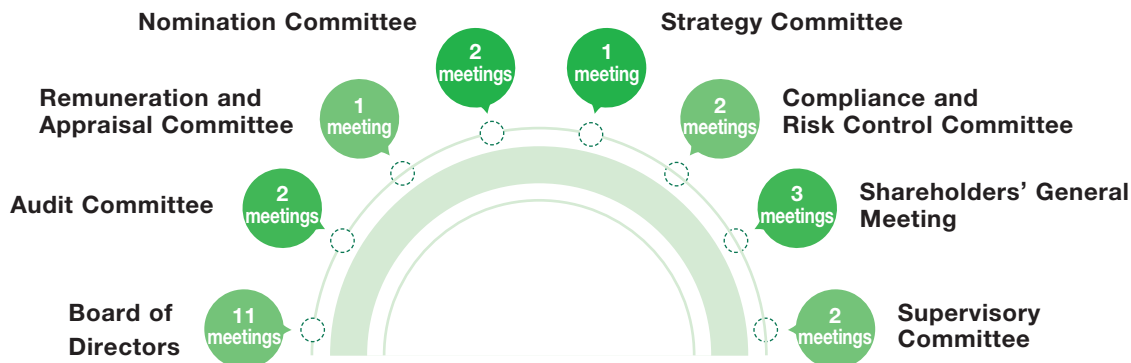 Nomination Committee
2
meetings
Strategy Committee
1
meeting
Remuneration and
Appraisal Committee
1
meeting
Compliance and
Risk Control Committee
2
meetings
Audit Committee
2
meetings
Shareholders’ General
Meeting
3
meetings
Board of
Directors
11
meetings
Supervisory
Committee
2
meetings